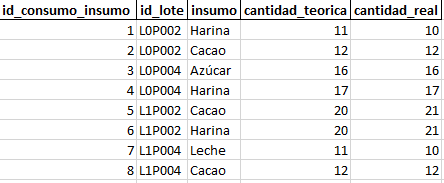 id_consumo_insumo id_lote insumo cantidad_teorica cantidad_real
1 L0P002 Harina 11 10
2 L0P002 Cacao 12 12
3 L0P004 Azúcar 16 16
4 L0P004 Harina 17 17
5 L1P002 Cacao 20 21
6 L1P002 Harina 20 21
7 L1P004 Leche 11 10
8 L1P004 Cacao 12 12